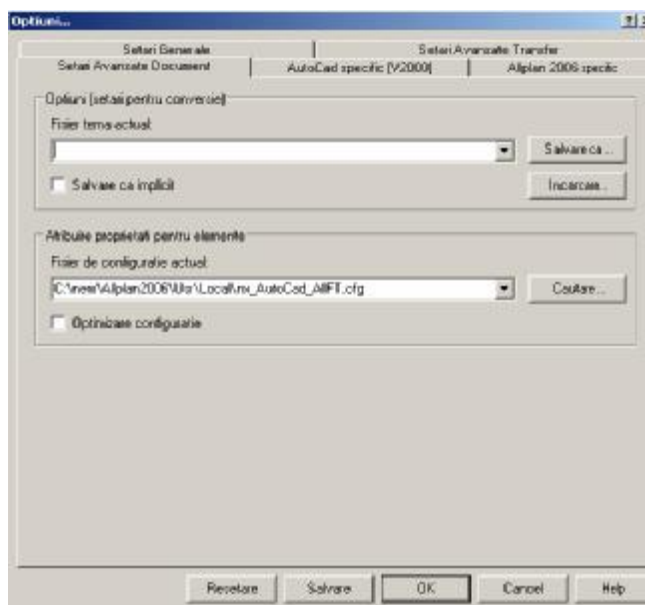 Optiuni...
Setari Generale
Setari Avansate Transfer
Setari Avansate Document
AutoCad specific (V2000)
Allplan 2006 specific
Optiuni (setari pentru conversie)
Fisier tema actual:
Salvare ca ...
Salvare ca implicit
Incarcare...
Atribuire proprietati pentru elemente
Fisier de configuratie actual:
C:\nem\Allplan2006\Usr\Local\nx_AutoCad_AllFT.cfg
Cautare...
Optimizare configuratie
Resetare
Salvare
OK
Cancel
Help